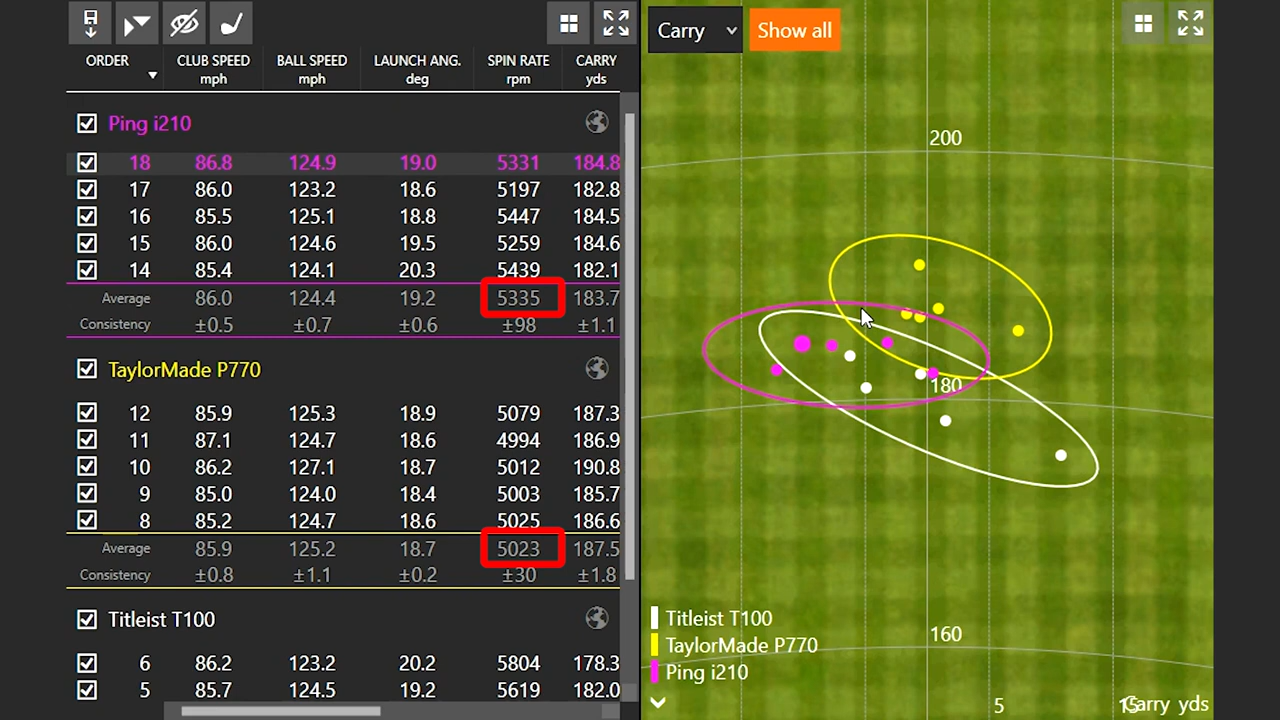 ORDER CLUB SPEED BALL SPEED LAUNCH ANG. SPIN RATE CARRY
mph mph deg rpm yds
Ping i210
18 86.8 124.9 19.0 5331 184.8
17 86.0 123.2 18.6 5197 182.8
16 85.5 125.1 18.8 5447 184.5
15 86.0 124.6 19.5 5259 184.6
14 85.4 124.1 20.3 5439 182.1
Average 86.0 124.4 19.2 5335 183.7
Consistency ±0.5 ±0.7 ±0.6 ±98 ±1.1
TaylorMade P770
12 85.9 125.3 18.9 5079 187.3
11 87.1 124.7 18.6 4994 186.9
10 86.2 127.1 18.7 5012 190.8
9 85.0 124.0 18.4 5003 185.7
8 85.2 124.7 18.6 5025 186.6
Average 85.9 125.2 18.7 5023 187.5
Consistency ±0.8 ±1.1 ±0.2 ±30 ±1.8
Titleist T100
6 86.2 123.2 20.2 5804 178.3
5 85.7 124.5 19.2 5619 182.0
Carry Show all
200
180
160
Titleist T100
TaylorMade P770
Ping i210
5 15 Carry yds